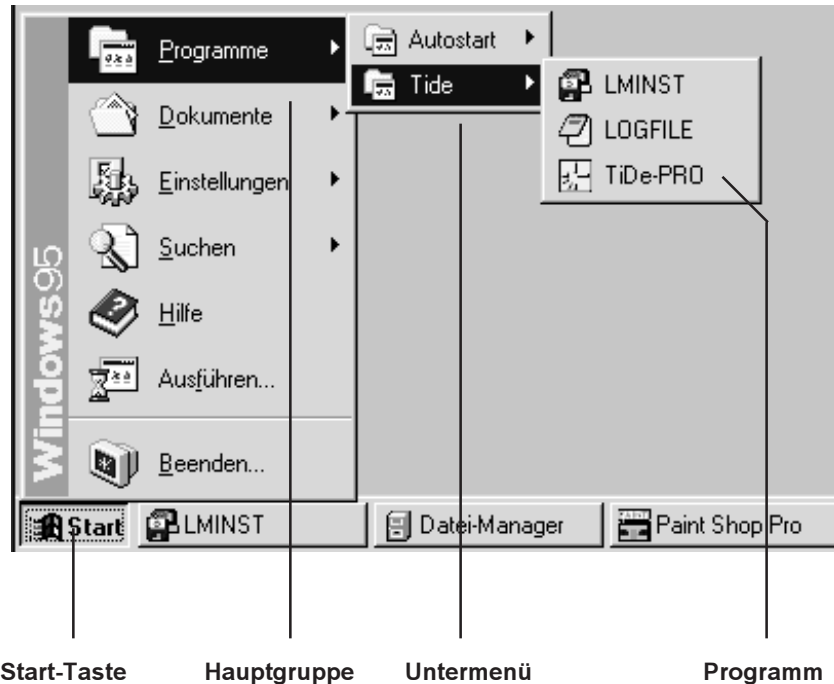 Programme
Autostart
Tide
LMINST
LOGFILE
TiDe-PRO
Dokumente
Einstellungen
Suchen
Hilfe
Ausführen...
Beenden...
Windows95
Start
LMINST
Datei-Manager
Paint Shop Pro
Start-Taste
Hauptgruppe
Untermenü
Programm